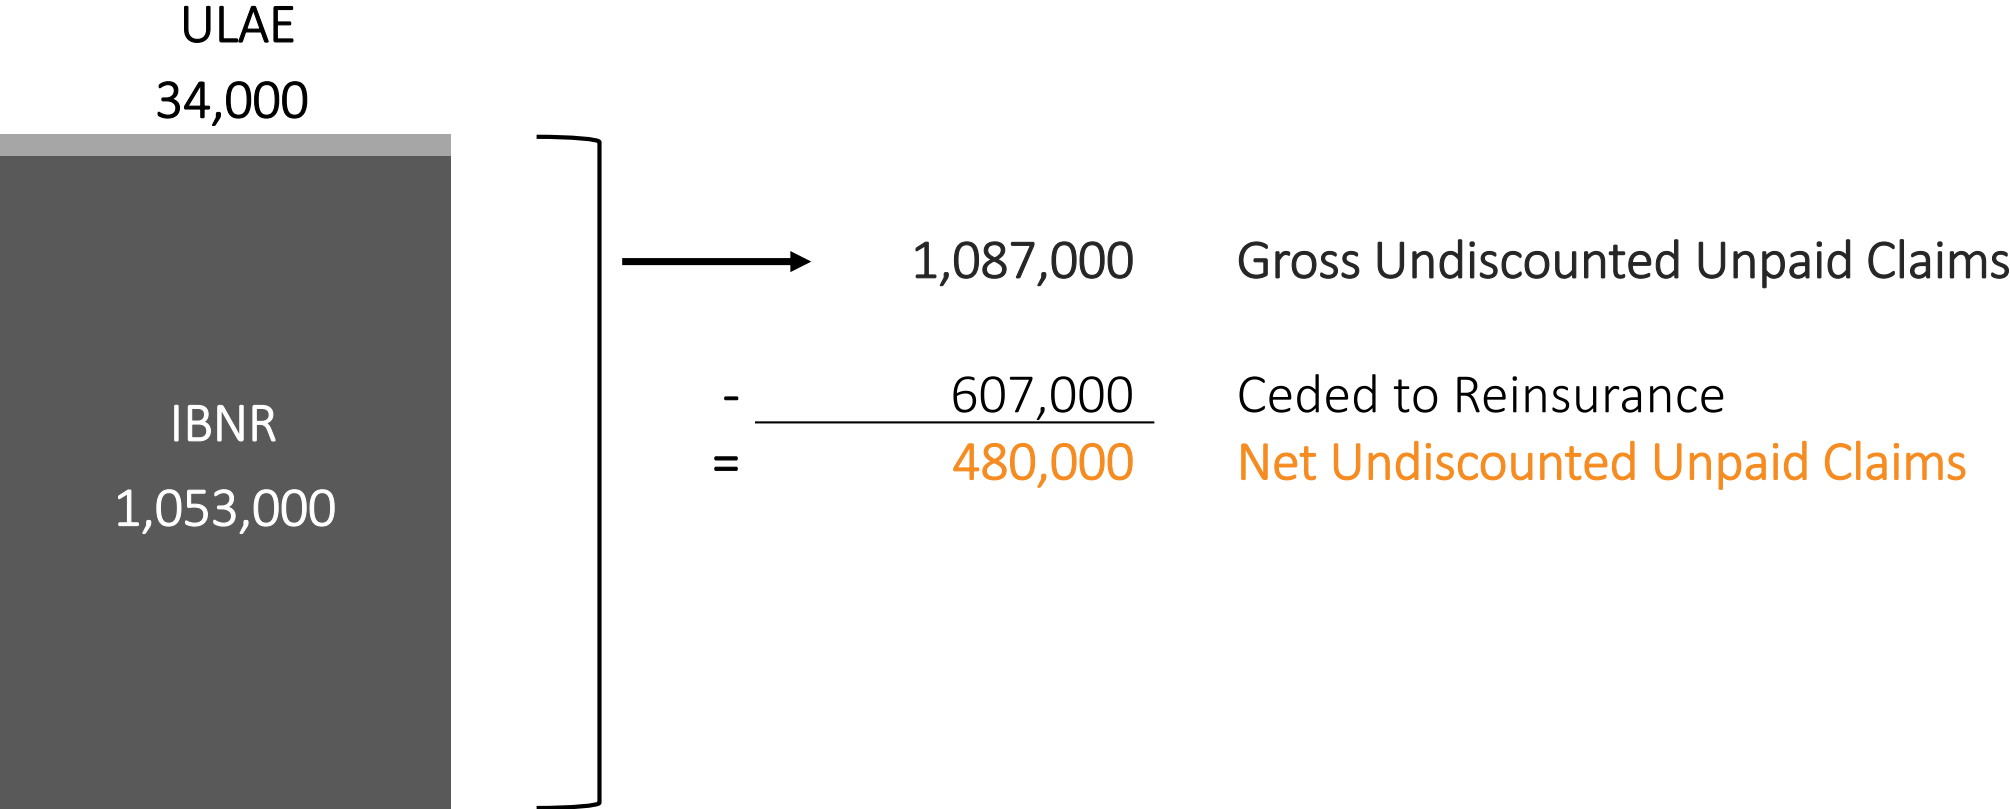 ULAE
34,000
IBNR
1,053,000
1,087,000 Gross Undiscounted Unpaid Claims
- 607,000 Ceded to Reinsurance
= 480,000 Net Undiscounted Unpaid Claims